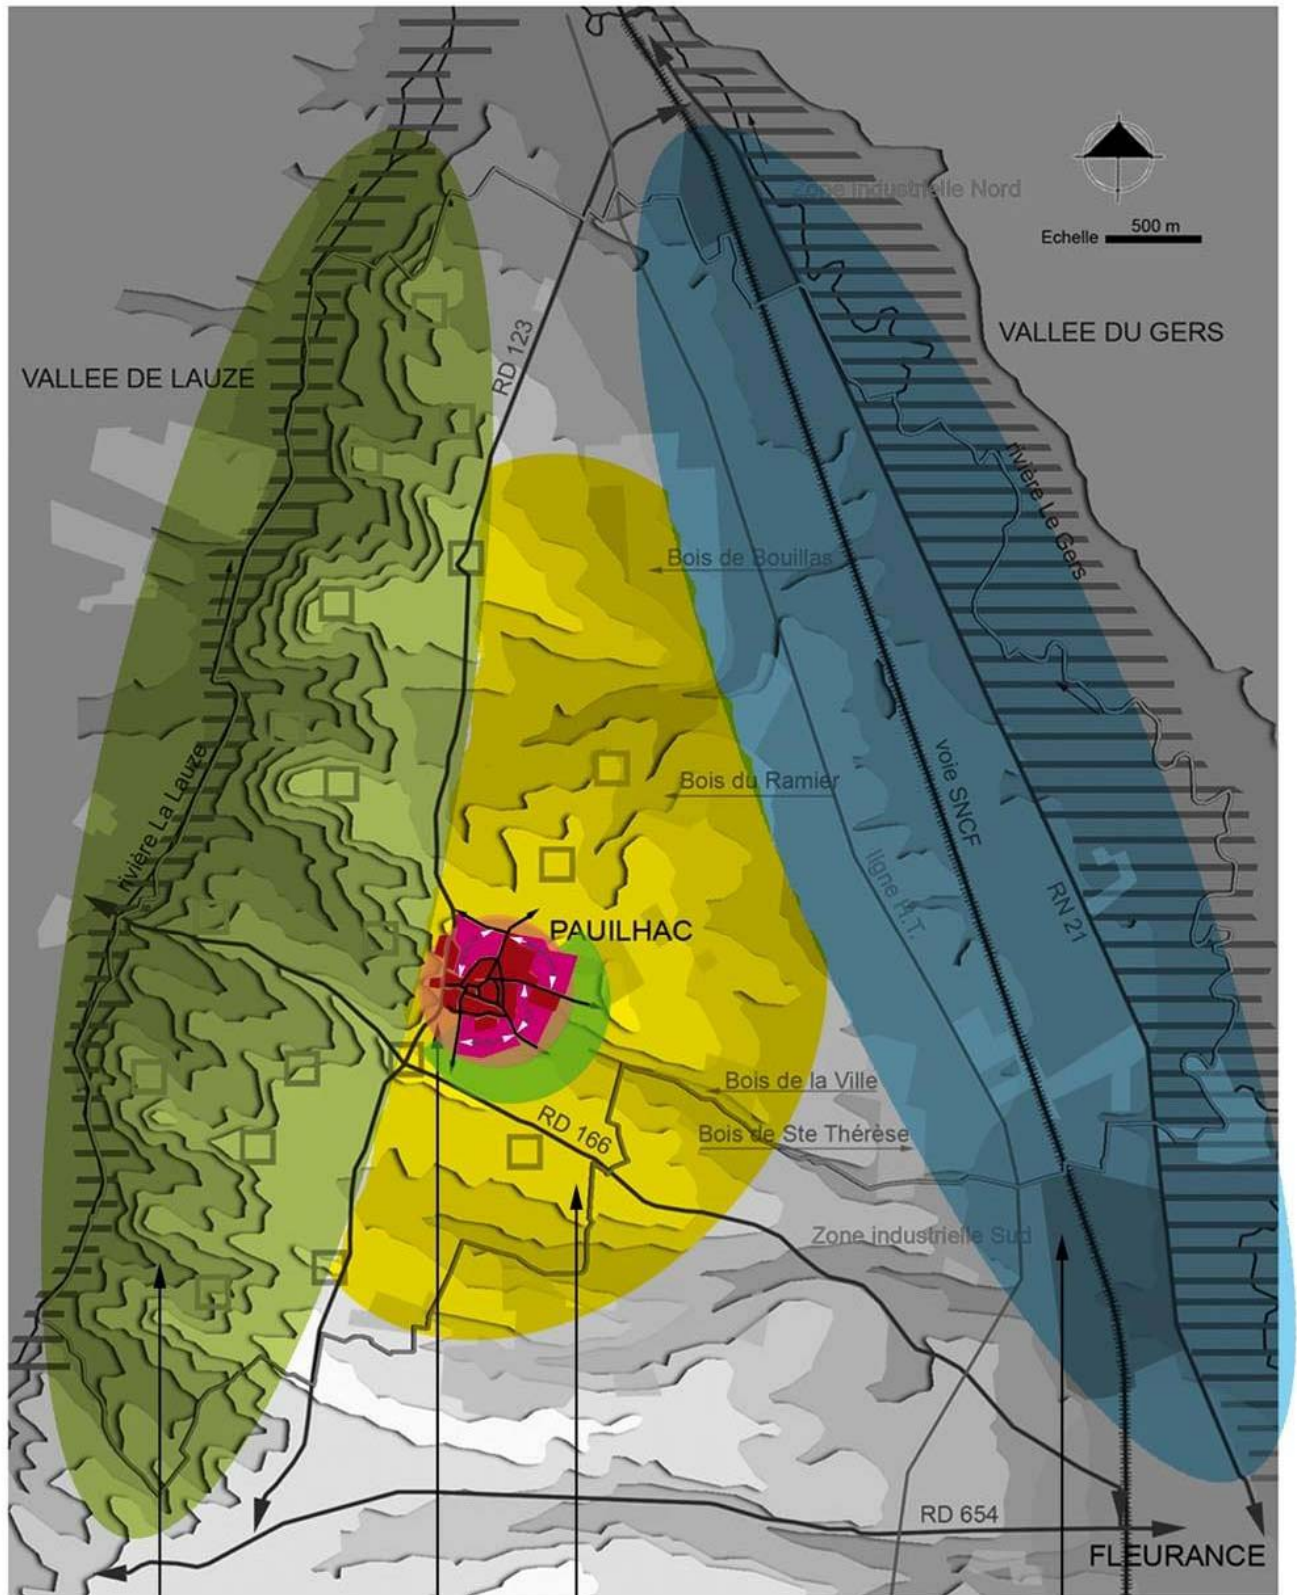 Zone industrielle Nord
500 m
Echelle
VALLEE DU GERS
RD 123
VALLEE DE LAUZE
rivière Le Gers
Bois de Bouillas
Bois du Ramier
voie SNCF
rivière La Lauze
ligne H.T.
RN 21
PAUILHAC
Bois de la Ville
RD 166
Bois de Ste Thérèse
Zone industrielle Sud
RD 654
FLEURANCE